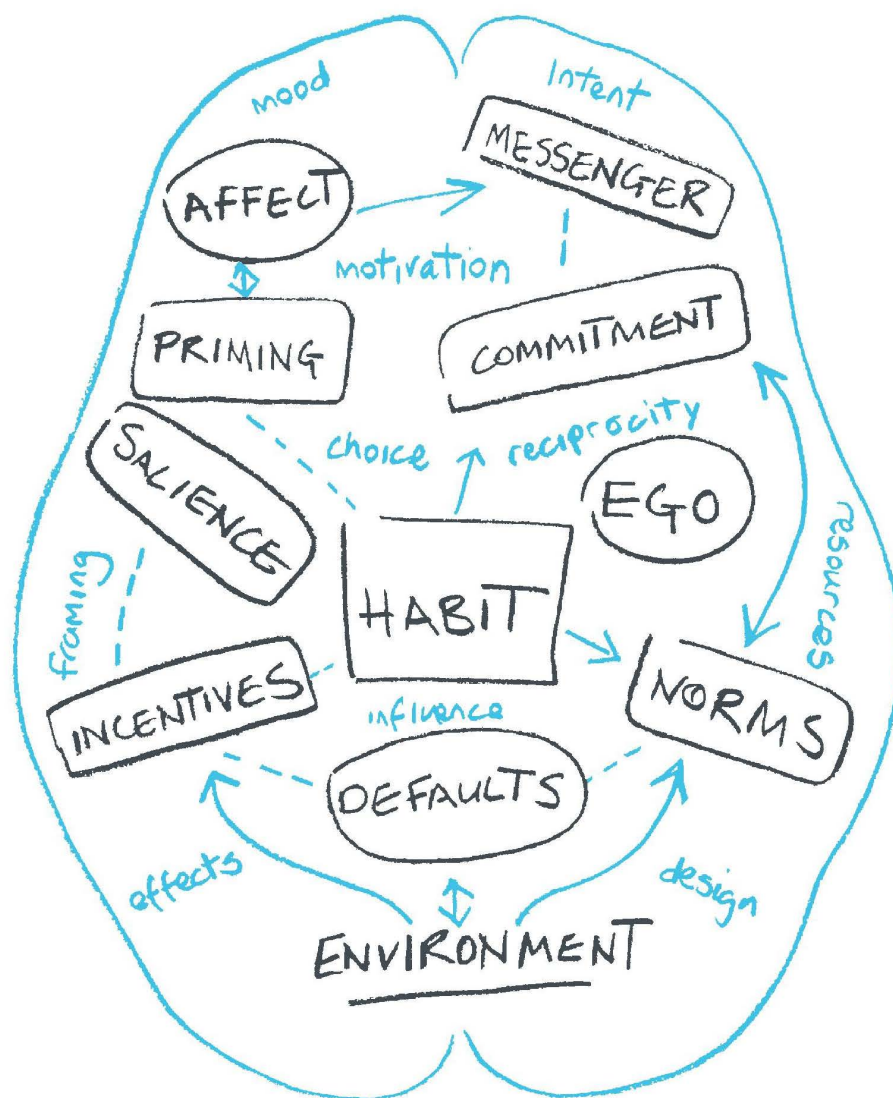 mood
Intent
AFFECT
MESSENGER
motivation
PRIMING
COMMITMENT
SALIENCE
choice
reciprocity
EGO
framing
HABIT
resources
INCENTIVES
NORMS
influence
DEFAULTS
effects
design
ENVIRONMENT